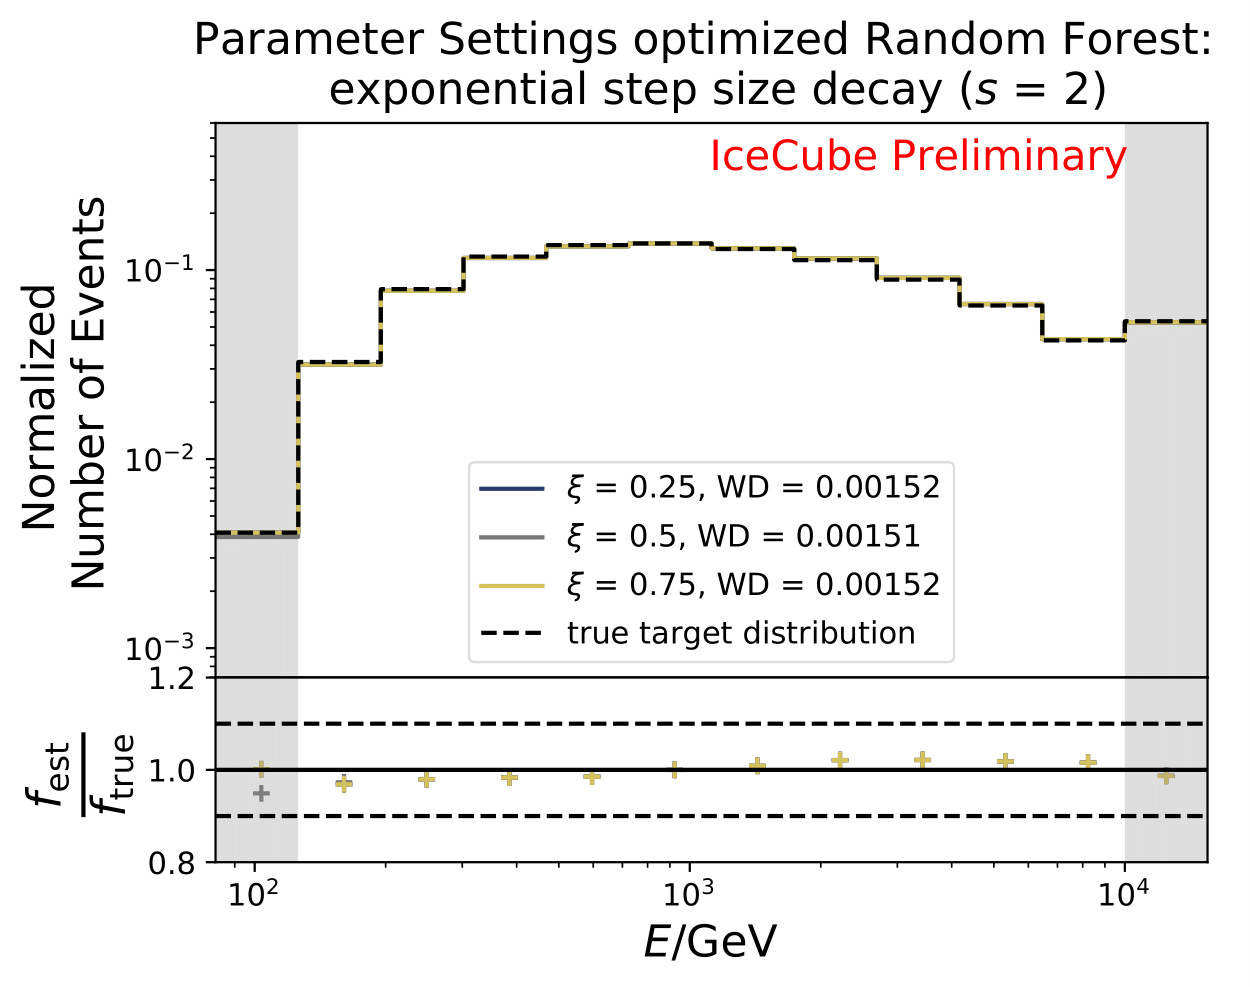 Parameter Settings optimized Random Forest:
exponential step size decay (s = 2)
IceCube Preliminary
Normalized
Number of Events
10⁻¹
10⁻²
10⁻³
ξ = 0.25, WD = 0.00152
ξ = 0.5, WD = 0.00151
ξ = 0.75, WD = 0.00152
true target distribution
f_est
f_true
1.2
1.0
0.8
10² 10³ 10⁴
E/GeV